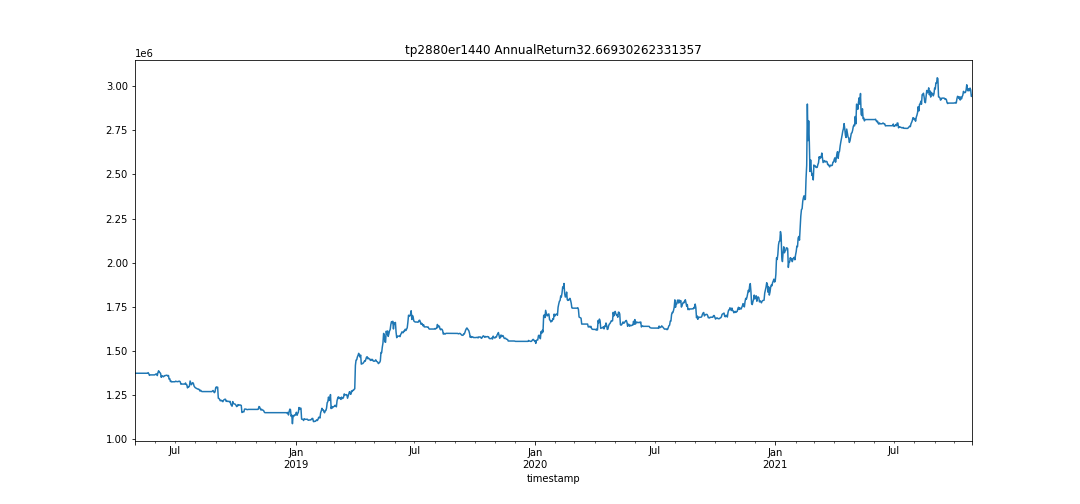 tp2880er1440 AnnualReturn32.66930262331357
1e6
3.00
2.75
2.50
2.25
2.00
1.75
1.50
1.25
1.00
Jul Jan Jul Jan Jul Jan Jul
2019 2020 2021
timestamp